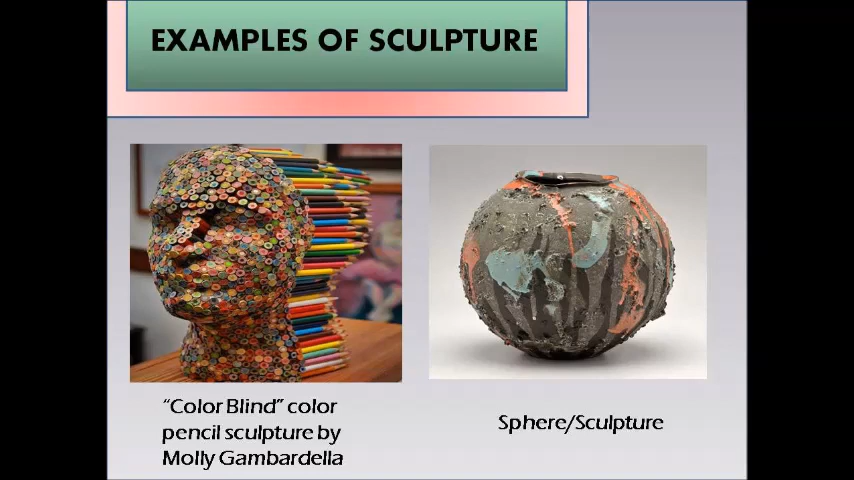 EXAMPLES OF SCULPTURE
“Color Blind” color
pencil sculpture by
Molly Gambardella
Sphere/Sculpture